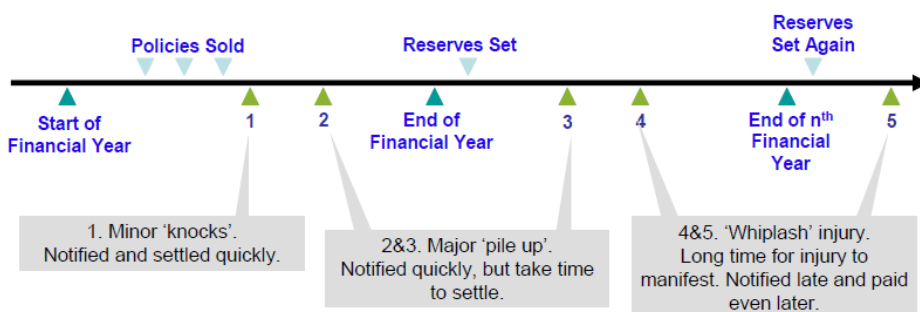 Policies Sold
Reserves Set
Reserves
Set Again
Start of
Financial Year
1
2
End of
Financial Year
3
4
End of nth
Financial
Year
5
1. Minor ‘knocks’.
Notified and settled quickly.
2&3. Major ‘pile up’.
Notified quickly, but take time
to settle.
4&5. ‘Whiplash’ injury.
Long time for injury to
manifest. Notified late and paid
even later.